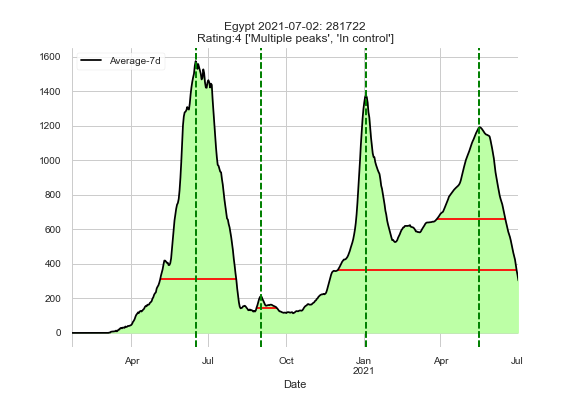 Egypt 2021-07-02: 281722
Rating:4 ['Multiple peaks', 'In control']
Average-7d
1600
1400
1200
1000
800
600
400
200
0
Apr Jul Oct Jan Apr Jul
2021
Date